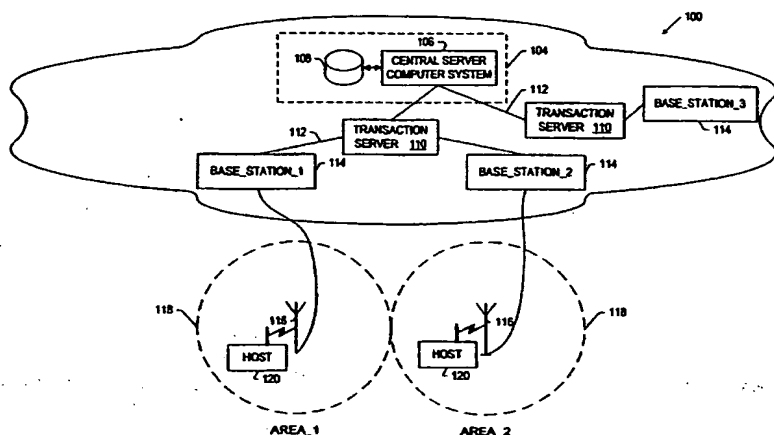 100
106
108
CENTRAL SERVER
COMPUTER SYSTEM
104
112
BASE_STATION_3
TRANSACTION
SERVER 110
114
112
TRANSACTION
SERVER 110
114
114
BASE_STATION_1
BASE_STATION_2
118
116
116
118
HOST
HOST
120
120
AREA_1
AREA_2